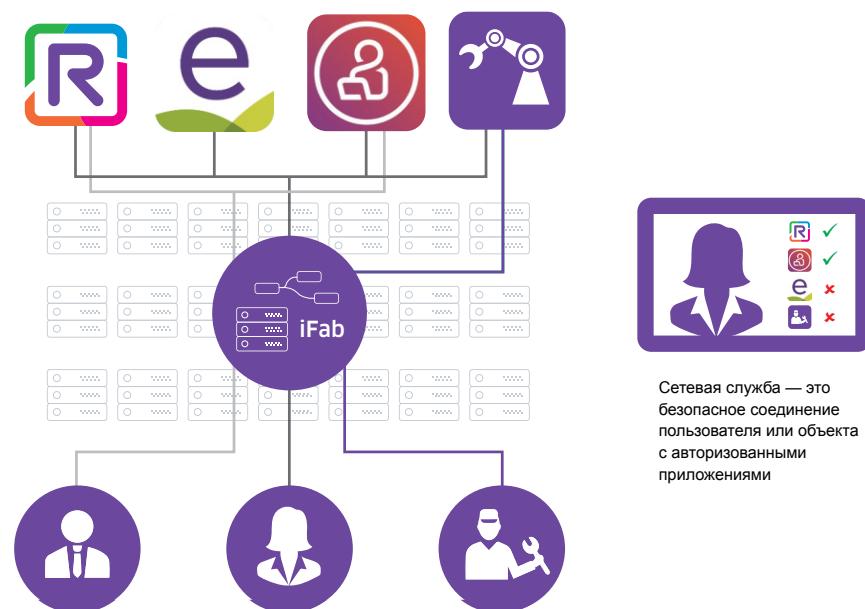 R
e
R
e
iFab
Сетевая служба — это
безопасное соединение
пользователя или объекта
с авторизованными
приложениями